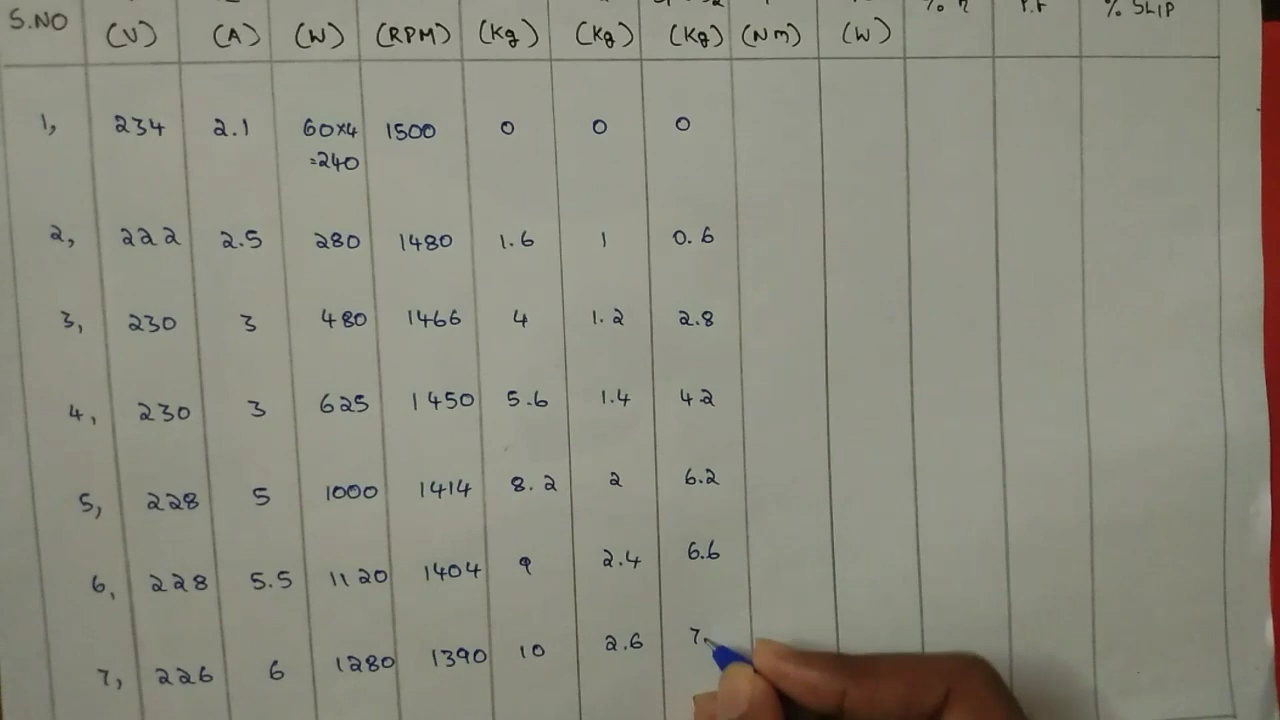 S.NO (V) (A) (W) (RPM) (Kg) (Kg) (Kg) (Nm) (W) % η P.F % SLIP
1, 234 2.1 60×4 1500 0 0 0
=240
2, 222 2.5 280 1480 1.6 1 0.6
3, 230 3 480 1466 4 1.2 2.8
4, 230 3 625 1450 5.6 1.4 42
5, 228 5 1000 1414 8.2 2 6.2
6, 228 5.5 1120 1404 9 2.4 6.6
7, 226 6 1280 1390 10 2.6 7.